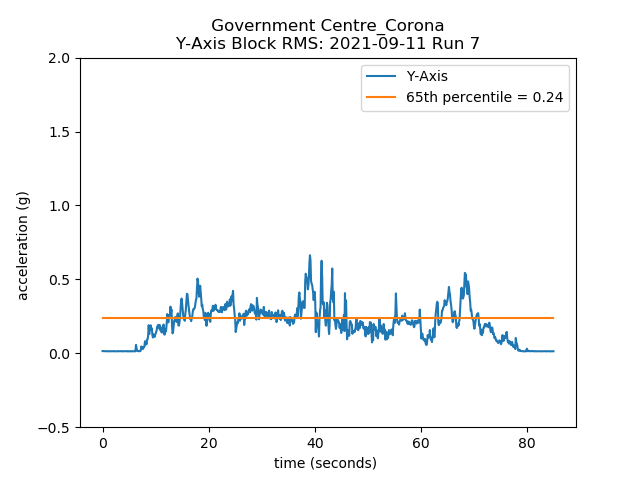 Government Centre_Corona
Y-Axis Block RMS: 2021-09-11 Run 7
2.0
1.5
1.0
0.5
0.0
−0.5
acceleration (g)
Y-Axis
65th percentile = 0.24
0 20 40 60 80
time (seconds)